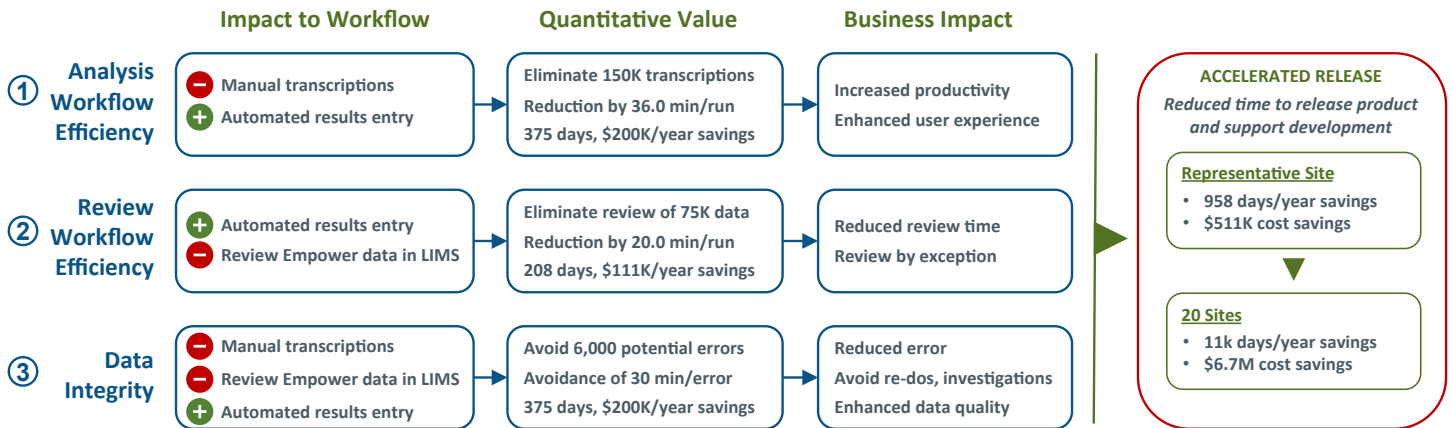 Impact to Workflow
Quantitative Value
Business Impact
1
Analysis
Workflow
Efficiency
Manual transcriptions
Automated results entry
Eliminate 150K transcriptions
Reduction by 36.0 min/run
375 days, $200K/year savings
Increased productivity
Enhanced user experience
2
Review
Workflow
Efficiency
Automated results entry
Review Empower data in LIMS
Eliminate review of 75K data
Reduction by 20.0 min/run
208 days, $111K/year savings
Reduced review time
Review by exception
3
Data
Integrity
Manual transcriptions
Review Empower data in LIMS
Automated results entry
Avoid 6,000 potential errors
Avoidance of 30 min/error
375 days, $200K/year savings
Reduced error
Avoid re-dos, investigations
Enhanced data quality
ACCELERATED RELEASE
Reduced time to release product
and support development
Representative Site
• 958 days/year savings
• $511K cost savings
20 Sites
• 11k days/year savings
• $6.7M cost savings